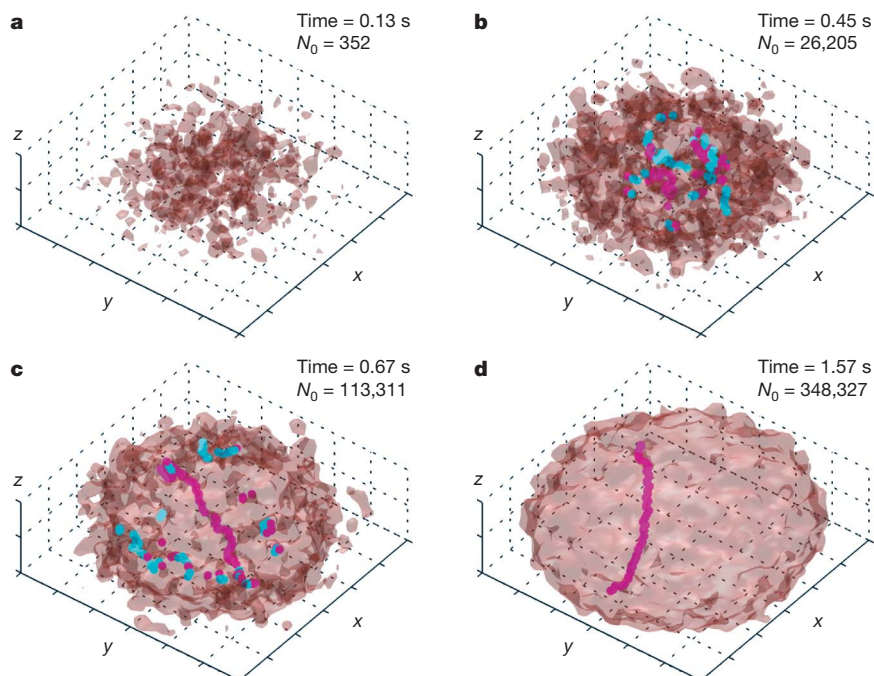 a
Time = 0.13 s
N₀ = 352
z
y
x
b
Time = 0.45 s
N₀ = 26,205
z
y
x
c
Time = 0.67 s
N₀ = 113,311
z
y
x
d
Time = 1.57 s
N₀ = 348,327
z
y
x